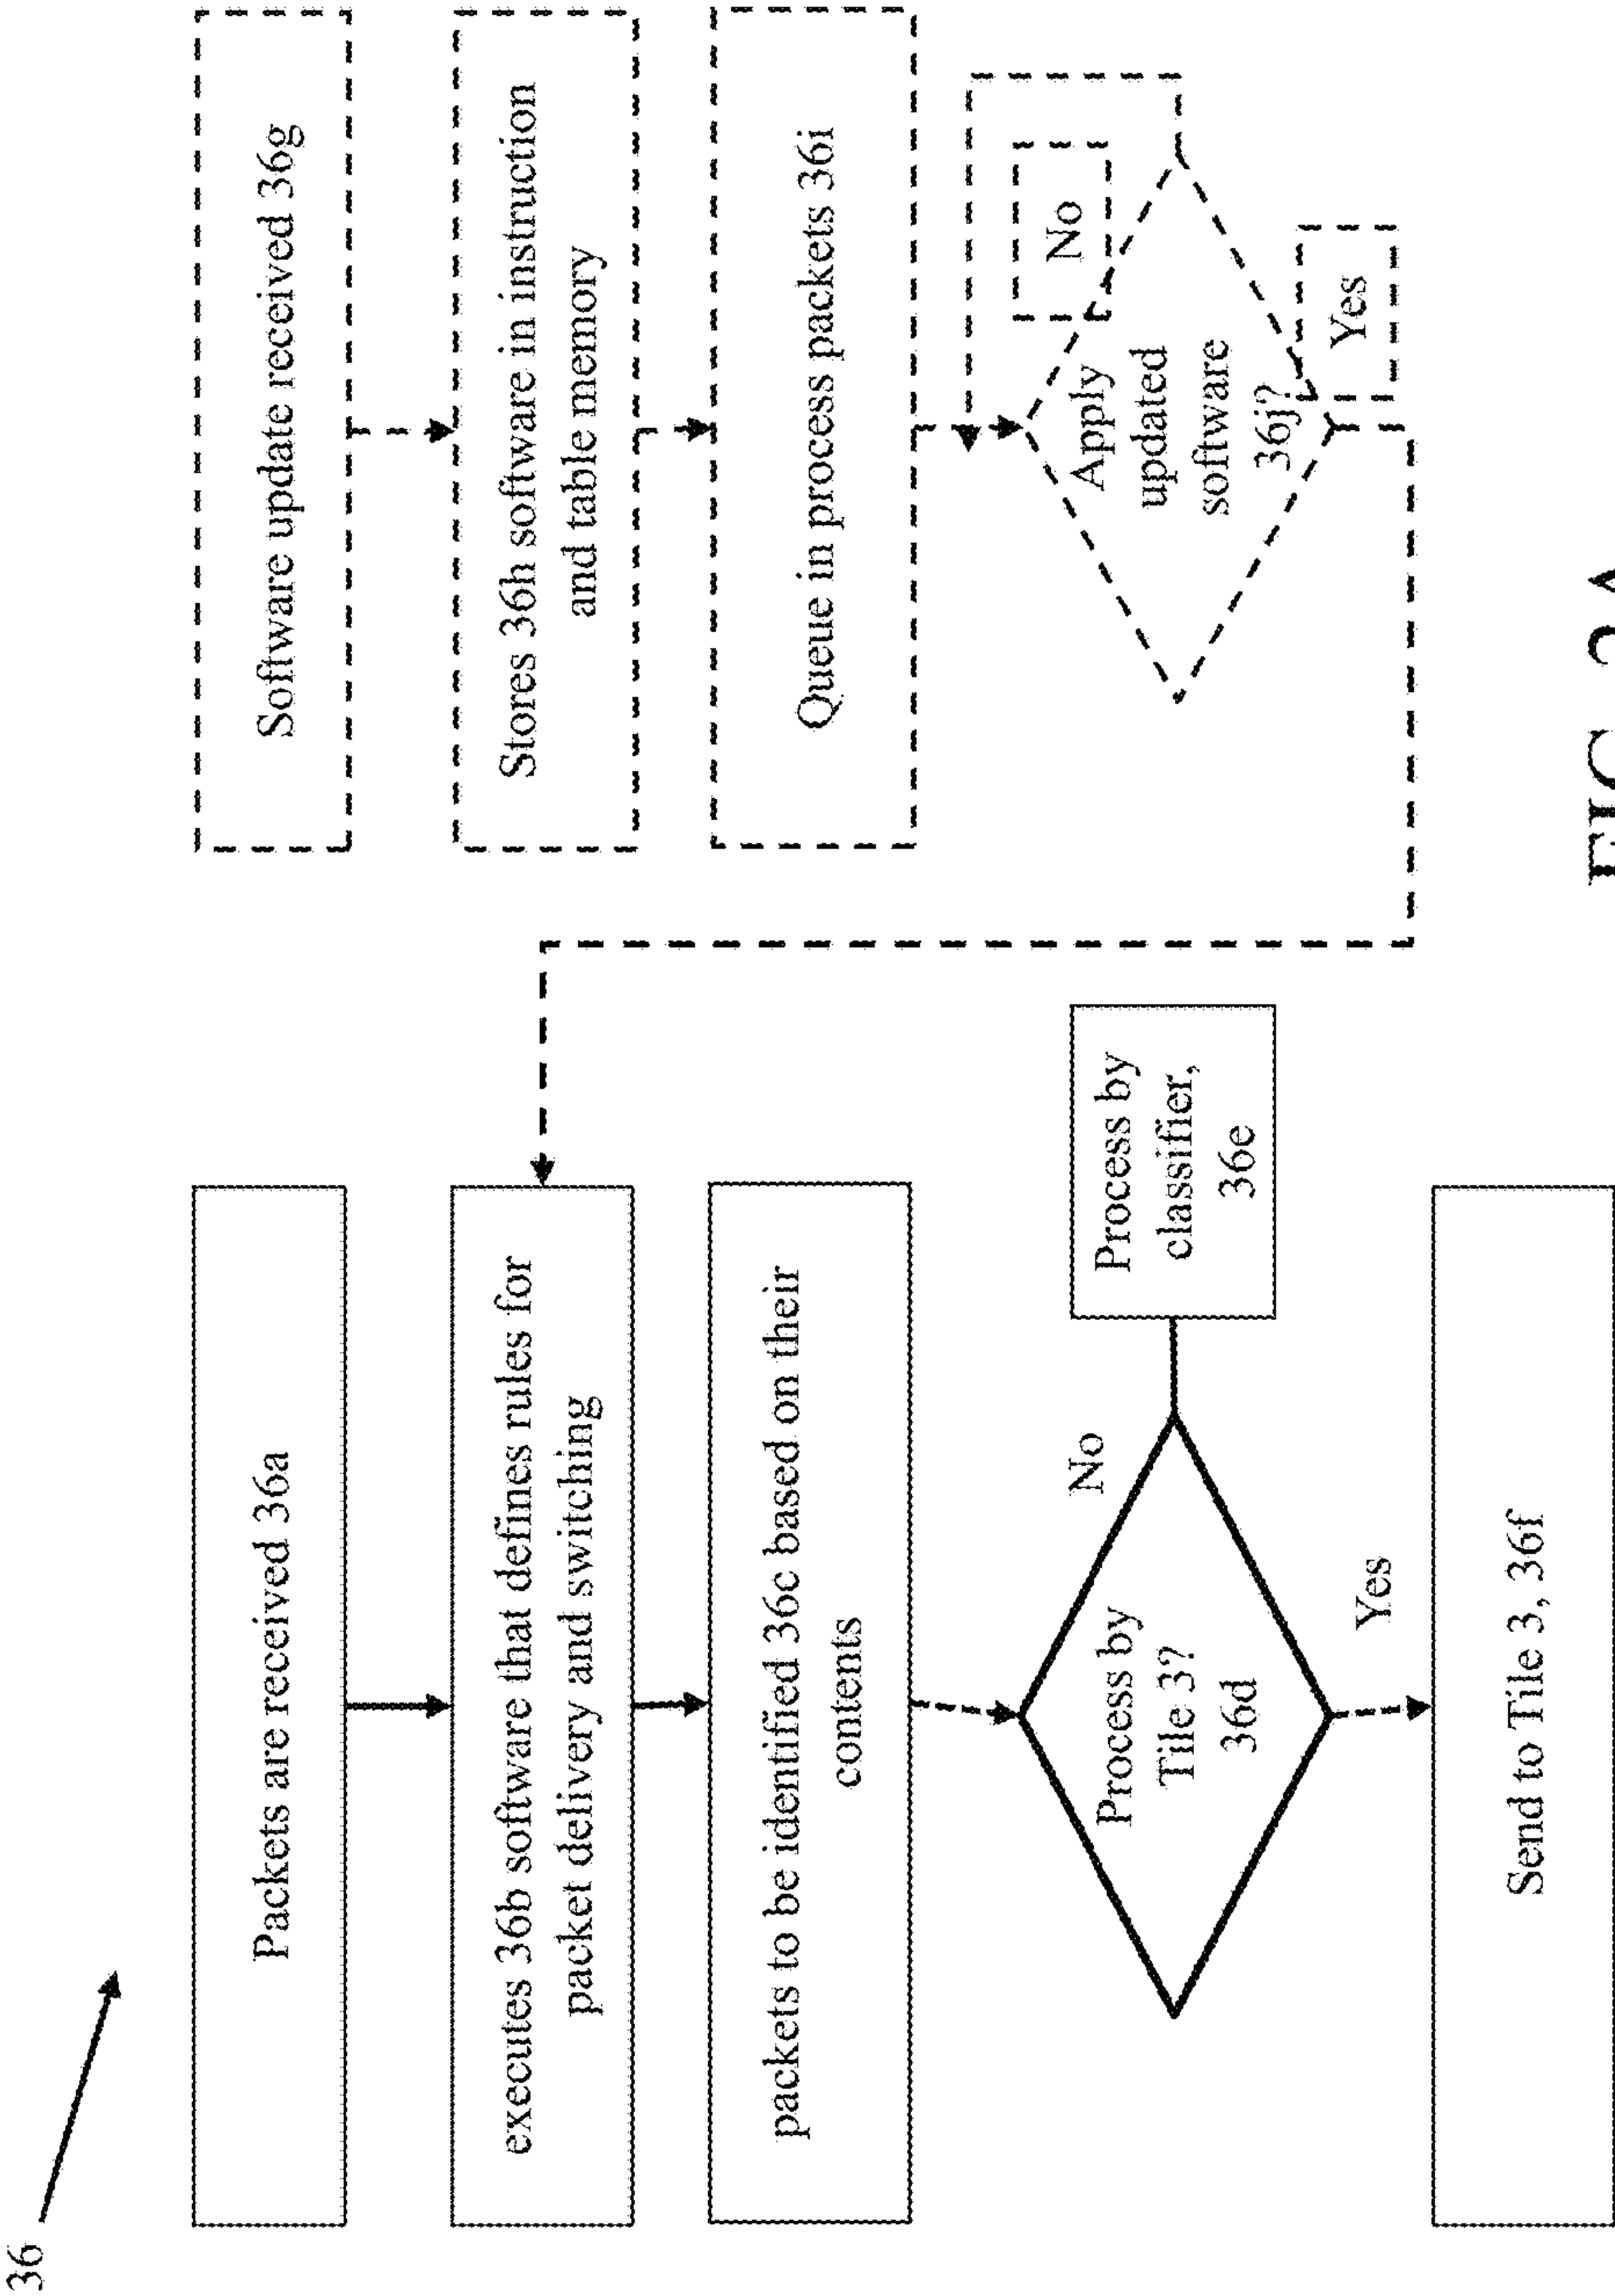 36
Packets are received 36a
executes 36b software that defines rules for
packet delivery and switching
packets to be identified 36c based on their
contents
Process by
Tile 3?
36d
No
Process by
classifier,
36e
Yes
Send to Tile 3, 36f
Software update received 36g
Stores 36h software in instruction
and table memory
Queue in process packets 36i
Apply
updated
software
36j?
No
Yes